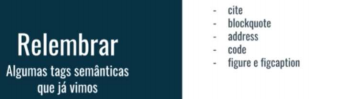 Relembrar
Algumas tags semânticas
que já vimos
- cite
- blockquote
- address
- code
- figure e figcaption